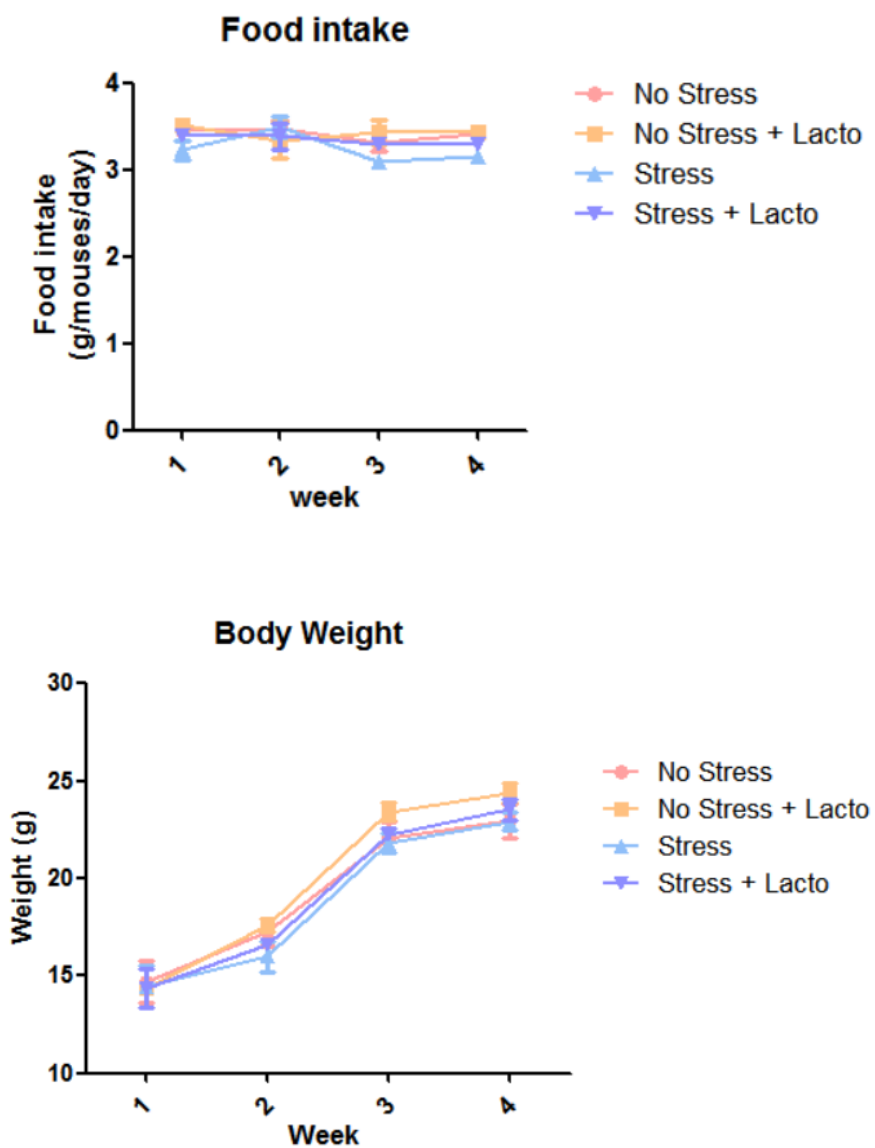 Food intake
4
3
2
1
0
Food intake
(g/mouses/day)
1
2
3
4
week
No Stress
No Stress + Lacto
Stress
Stress + Lacto
Body Weight
30
25
20
15
10
Weight (g)
1
2
3
4
Week
No Stress
No Stress + Lacto
Stress
Stress + Lacto